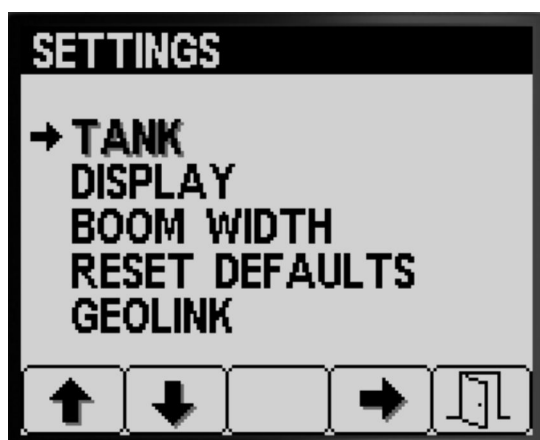 SETTINGS
TANK
DISPLAY
BOOM WIDTH
RESET DEFAULTS
GEOLINK